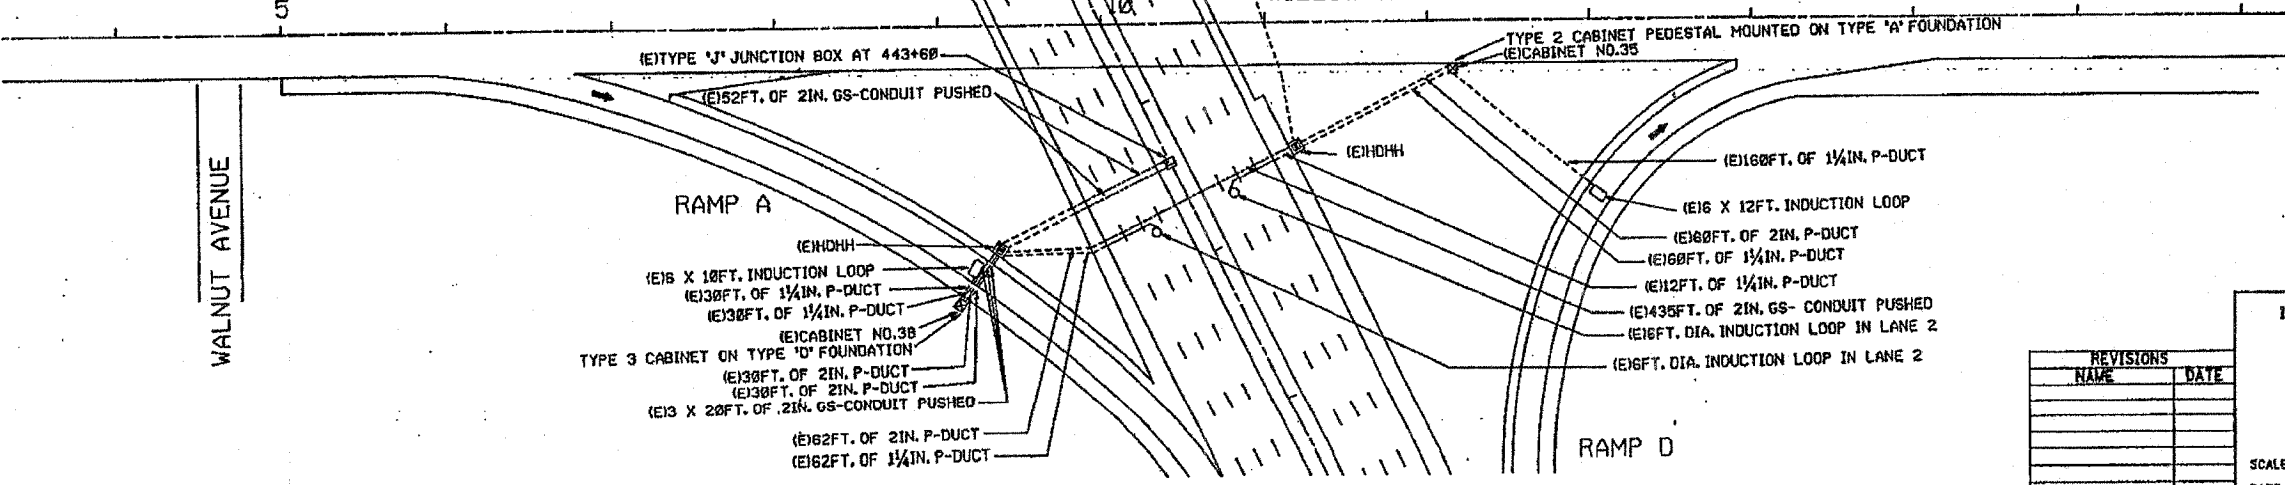 5
10
(E)TYPE 'J' JUNCTION BOX AT 443+60
TYPE 2 CABINET PEDESTAL MOUNTED ON TYPE "A" FOUNDATION
(E)CABINET NO.35
(E)52FT. OF 2IN. GS-CONDUIT PUSHED
(E)HDHH
(E)160FT. OF 1¼IN. P-DUCT
WALNUT AVENUE
RAMP A
(E)6 X 12FT. INDUCTION LOOP
(E)60FT. OF 2IN. P-DUCT
(E)HDHH
(E)60FT. OF 1¼IN. P-DUCT
(E)6 X 10FT. INDUCTION LOOP
(E)12FT. OF 1¼IN. P-DUCT
(E)30FT. OF 1¼IN. P-DUCT
(E)30FT. OF 1¼IN. P-DUCT
(E)435FT. OF 2IN. GS- CONDUIT PUSHED
(E)6FT. DIA. INDUCTION LOOP IN LANE 2
(E)CABINET NO.3B
TYPE 3 CABINET ON TYPE 'D' FOUNDATION
(E)6FT. DIA. INDUCTION LOOP IN LANE 2
(E)30FT. OF 2IN. P-DUCT
(E)30FT. OF 2IN. P-DUCT
(E)3 X 20FT. OF 2IN. GS-CONDUIT PUSHED
(E)62FT. OF 2IN. P-DUCT
(E)62FT. OF 1¼IN. P-DUCT
RAMP D
REVISIONS
NAME DATE
SCALE